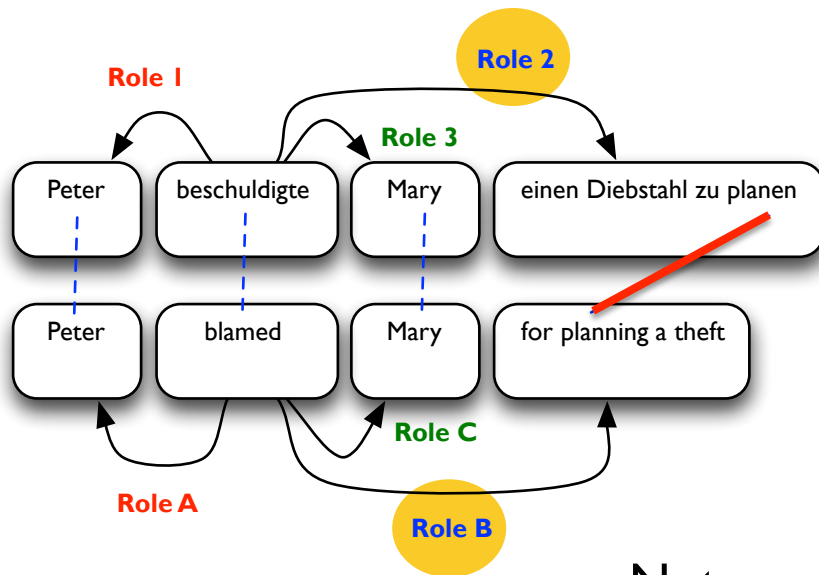 Role 2
Role 1
Role 3
Peter beschuldigte Mary einen Diebstahl zu planen
Peter blamed Mary for planning a theft
Role C
Role A
Role B